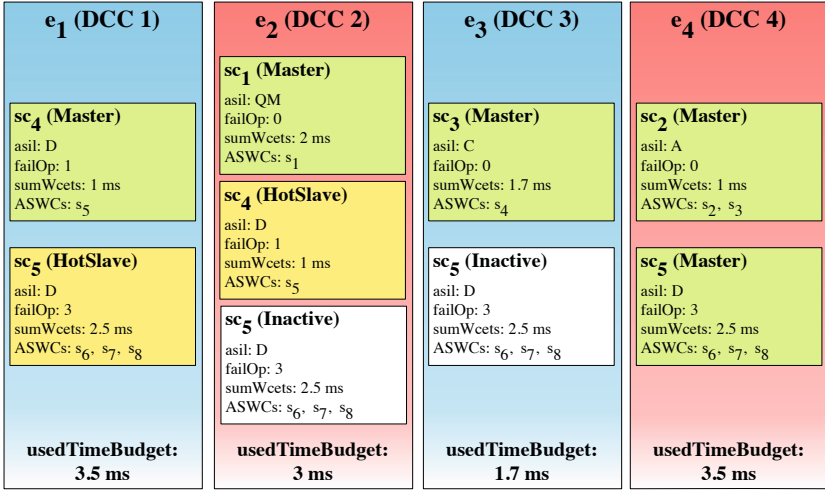 e1 (DCC 1)
sc4 (Master)
asil: D
failOp: 1
sumWcets: 1 ms
ASWCs: s5
sc5 (HotSlave)
asil: D
failOp: 3
sumWcets: 2.5 ms
ASWCs: s6, s7, s8
usedTimeBudget:
3.5 ms
e2 (DCC 2)
sc1 (Master)
asil: QM
failOp: 0
sumWcets: 2 ms
ASWCs: s1
sc4 (HotSlave)
asil: D
failOp: 1
sumWcets: 1 ms
ASWCs: s5
sc5 (Inactive)
asil: D
failOp: 3
sumWcets: 2.5 ms
ASWCs: s6, s7, s8
usedTimeBudget:
3 ms
e3 (DCC 3)
sc3 (Master)
asil: C
failOp: 0
sumWcets: 1.7 ms
ASWCs: s4
sc5 (Inactive)
asil: D
failOp: 3
sumWcets: 2.5 ms
ASWCs: s6, s7, s8
usedTimeBudget:
1.7 ms
e4 (DCC 4)
sc2 (Master)
asil: A
failOp: 0
sumWcets: 1 ms
ASWCs: s2, s3
sc5 (Master)
asil: D
failOp: 3
sumWcets: 2.5 ms
ASWCs: s6, s7, s8
usedTimeBudget:
3.5 ms